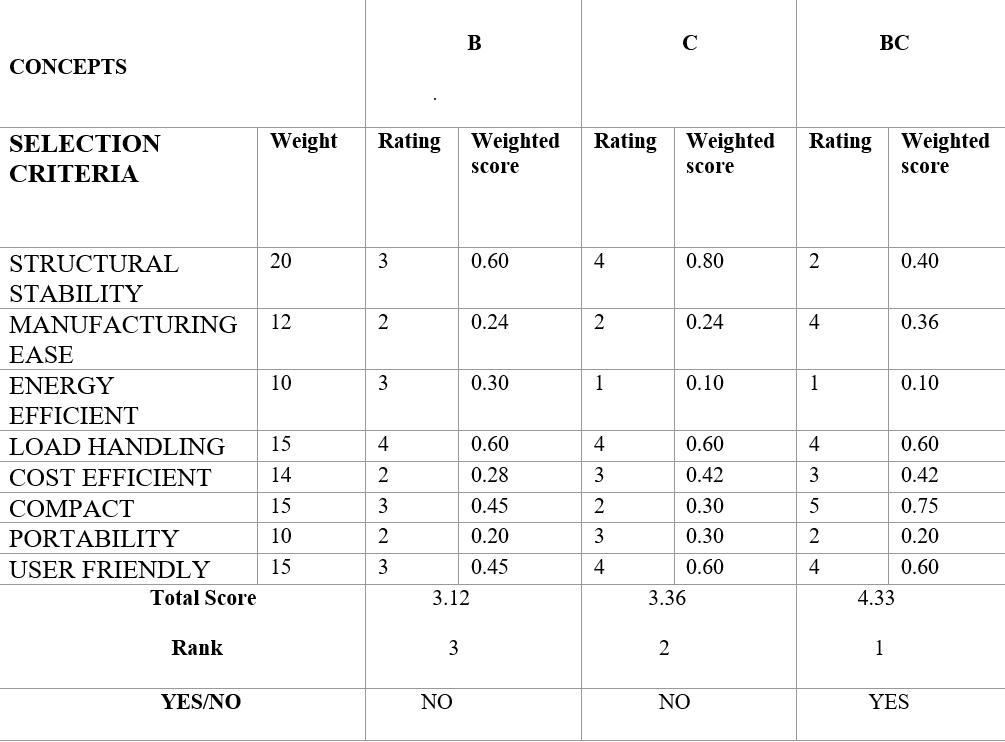 CONCEPTS B C BC
.
SELECTION CRITERIA Weight Rating Weighted score Rating Weighted score Rating Weighted score
STRUCTURAL STABILITY 20 3 0.60 4 0.80 2 0.40
MANUFACTURING EASE 12 2 0.24 2 0.24 4 0.36
ENERGY EFFICIENT 10 3 0.30 1 0.10 1 0.10
LOAD HANDLING 15 4 0.60 4 0.60 4 0.60
COST EFFICIENT 14 2 0.28 3 0.42 3 0.42
COMPACT 15 3 0.45 2 0.30 5 0.75
PORTABILITY 10 2 0.20 3 0.30 2 0.20
USER FRIENDLY 15 3 0.45 4 0.60 4 0.60
Total Score 3.12 3.36 4.33
Rank 3 2 1
YES/NO NO NO YES